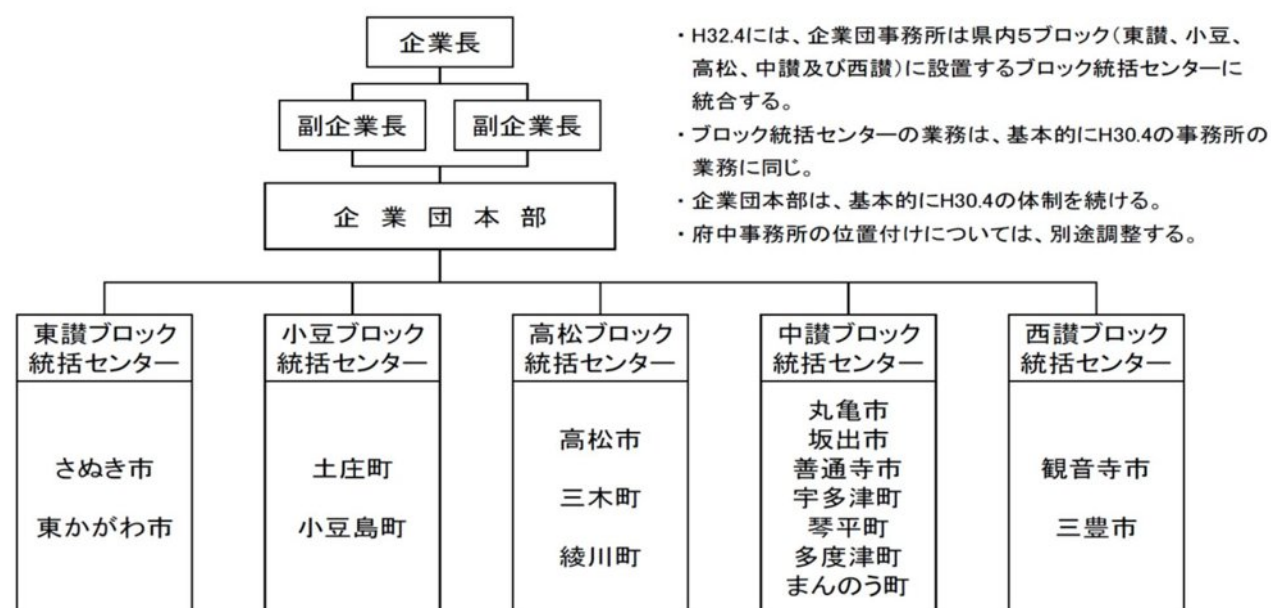 企業長
副企業長
副企業長
企業団本部
・H32.4には、企業団事務所は県内5ブロック(東讃、小豆、
高松、中讃及び西讃)に設置するブロック統括センターに
統合する。
・ブロック統括センターの業務は、基本的にH30.4の事務所の
業務に同じ。
・企業団本部は、基本的にH30.4の体制を続ける。
・府中事務所の位置付けについては、別途調整する。
東讃ブロック
統括センター
さぬき市
東かがわ市
小豆ブロック
統括センター
土庄町
小豆島町
高松ブロック
統括センター
高松市
三木町
綾川町
中讃ブロック
統括センター
丸亀市
坂出市
善通寺市
宇多津町
琴平町
多度津町
まんのう町
西讃ブロック
統括センター
観音寺市
三豊市